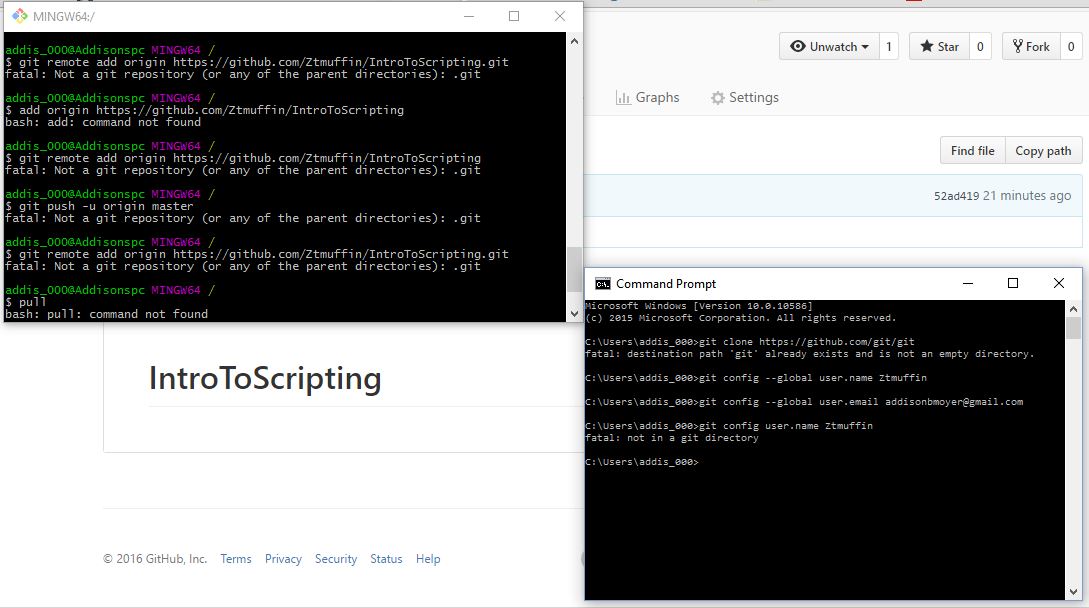 MINGW64:/
addis_000@Addisonspc MINGW64 /
$ git remote add origin https://github.com/Ztmuffin/IntroToScripting.git
fatal: Not a git repository (or any of the parent directories): .git
addis_000@Addisonspc MINGW64 /
$ add origin https://github.com/Ztmuffin/IntroToScripting
bash: add: command not found
addis_000@Addisonspc MINGW64 /
$ git remote add origin https://github.com/Ztmuffin/IntroToScripting
fatal: Not a git repository (or any of the parent directories): .git
addis_000@Addisonspc MINGW64 /
$ git push -u origin master
fatal: Not a git repository (or any of the parent directories): .git
addis_000@Addisonspc MINGW64 /
$ git remote add origin https://github.com/Ztmuffin/IntroToScripting.git
fatal: Not a git repository (or any of the parent directories): .git
addis_000@Addisonspc MINGW64 /
$ pull
bash: pull: command not found
Unwatch 1 Star 0 Fork 0
Graphs Settings
Find file Copy path
52ad419 21 minutes ago
Command Prompt
Microsoft Windows [Version 10.0.10586]
(c) 2015 Microsoft Corporation. All rights reserved.
C:\Users\addis_000>git clone https://github.com/git/git
fatal: destination path 'git' already exists and is not an empty directory.
C:\Users\addis_000>git config --global user.name Ztmuffin
C:\Users\addis_000>git config --global user.email addisonbmoyer@gmail.com
C:\Users\addis_000>git config user.name Ztmuffin
fatal: not in a git directory
C:\Users\addis_000>
IntroToScripting
© 2016 GitHub, Inc. Terms Privacy Security Status Help